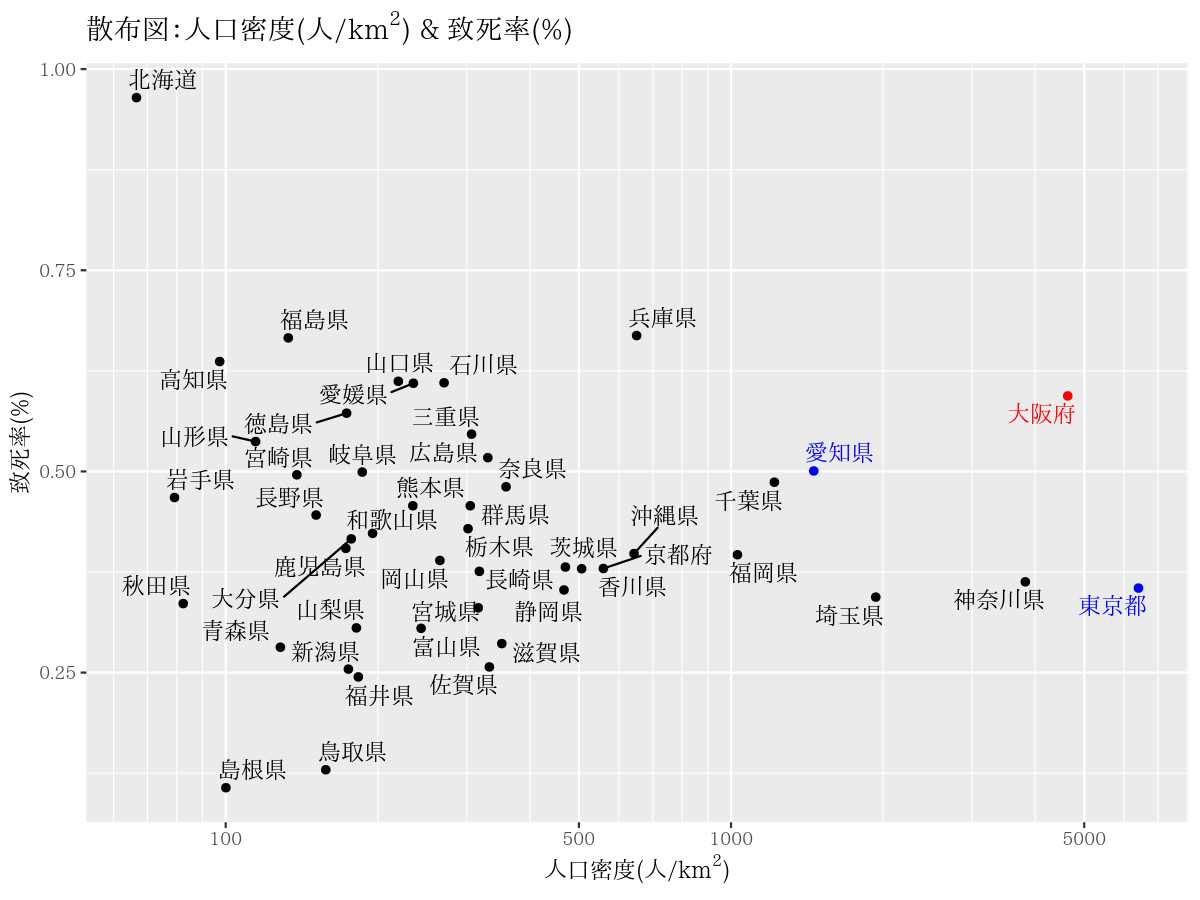 散布図:人口密度(人/km²) & 致死率(%)
1.00
北海道
0.75
福島県
兵庫県
高知県
山口県
石川県
愛媛県
大阪府
徳島県
三重県
山形県
宮崎県
岐阜県
広島県
愛知県
致死率(%)
0.50
岩手県
奈良県
長野県
熊本県
千葉県
和歌山県
群馬県
沖縄県
栃木県
茨城県
京都府
鹿児島県
岡山県
長崎県
香川県
福岡県
秋田県
大分県
山梨県
宮城県
静岡県
埼玉県
神奈川県
東京都
青森県
新潟県
富山県
滋賀県
0.25
福井県
佐賀県
鳥取県
島根県
100
500
1000
5000
人口密度(人/km²)